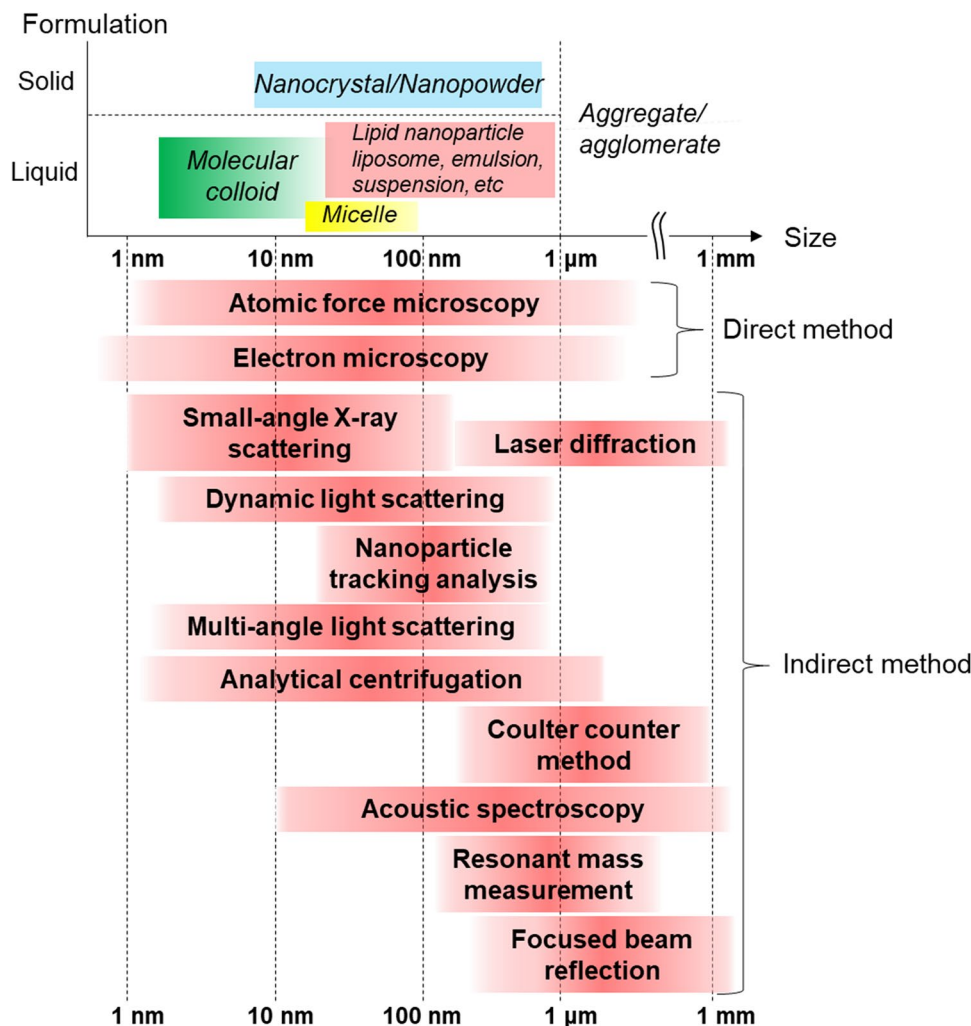 Formulation
Solid
Nanocrystal/Nanopowder
Aggregate/
agglomerate
Liquid
Molecular
colloid
Lipid nanoparticle
liposome, emulsion,
suspension, etc
Micelle
1 nm 10 nm 100 nm 1 μm 1 mm
Size
Atomic force microscopy
Electron microscopy
Direct method
Small-angle X-ray
scattering
Laser diffraction
Dynamic light scattering
Nanoparticle
tracking analysis
Multi-angle light scattering
Analytical centrifugation
Indirect method
Coulter counter
method
Acoustic spectroscopy
Resonant mass
measurement
Focused beam
reflection
1 nm 10 nm 100 nm 1 μm 1 mm